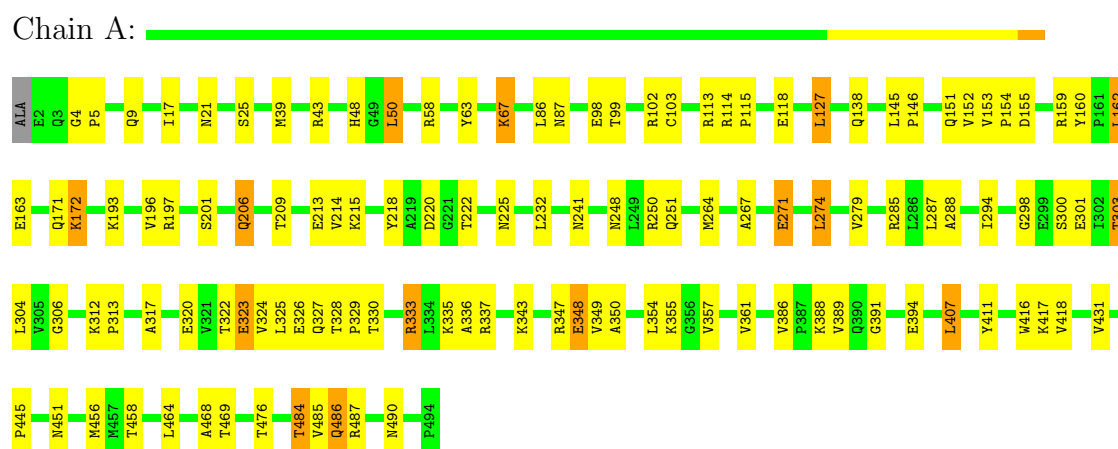 Chain A:
ALA E2 Q3 G4 P5 Q9 I17 N21 S25 M39 R43 H48 G49 L50 R58 Y63 K67 L86 N87 E98 T99 R102 C103 R113 R114 P115 E118 L127 Q138 L145 P146 Q151 V152 V153 P154 D155 R159 Y160 P161 L162
E163 Q171 K172 K193 V196 R197 S201 Q206 T209 E213 V214 K215 Y218 A219 D220 G221 T222 N225 L232 N241 N248 L249 R250 Q251 M264 A267 E271 L274 V279 R285 L286 L287 A288 I294 G298 E299 S300 E301 I302 T303
L304 V305 G306 K312 P313 A317 E320 V321 T322 E323 V324 L325 E326 Q327 T328 P329 T330 R333 L334 K335 A336 R337 K343 R347 E348 V349 A350 L354 K355 G356 V357 V361 V386 P387 K388 V389 Q390 G391 E394 L407 Y411 W416 K417 V418 V431
P445 N451 M456 M457 T458 L464 A468 T469 T476 T484 V485 Q486 R487 N490 P494